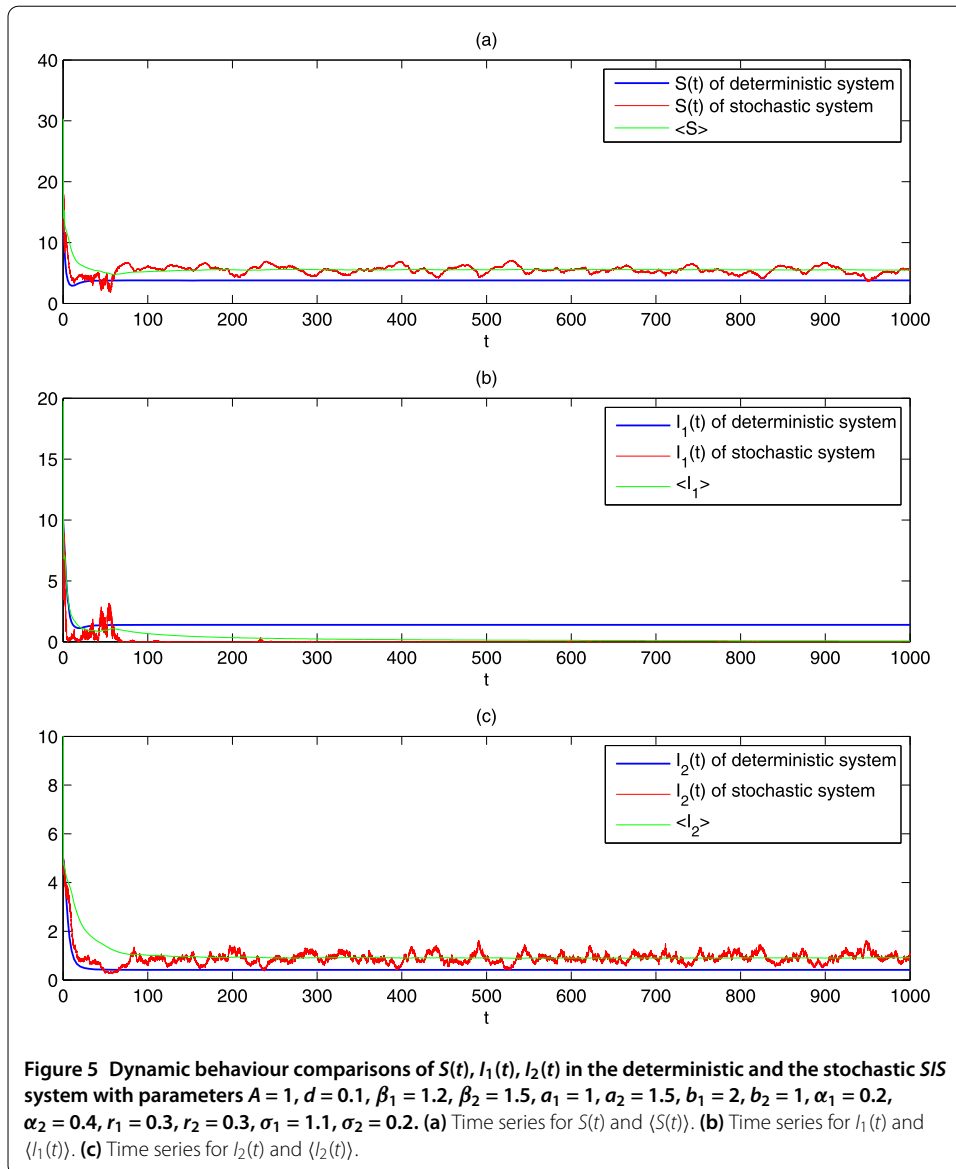 (a)
40
30
20
10
0
S(t) of deterministic system
S(t) of stochastic system
<S>
0 100 200 300 400 500 600 700 800 900 1000
t
(b)
20
15
10
5
0
I_1(t) of deterministic system
I_1(t) of stochastic system
<I_1>
0 100 200 300 400 500 600 700 800 900 1000
t
(c)
10
8
6
4
2
0
I_2(t) of deterministic system
I_2(t) of stochastic system
<I_2>
0 100 200 300 400 500 600 700 800 900 1000
t
Figure 5 Dynamic behaviour comparisons of S(t), I₁(t), I₂(t) in the deterministic and the stochastic SIS
system with parameters A = 1, d = 0.1, β₁ = 1.2, β₂ = 1.5, a₁ = 1, a₂ = 1.5, b₁ = 2, b₂ = 1, α₁ = 0.2,
α₂ = 0.4, r₁ = 0.3, r₂ = 0.3, σ₁ = 1.1, σ₂ = 0.2. (a) Time series for S(t) and ⟨S(t)⟩. (b) Time series for I₁(t) and
⟨I₁(t)⟩. (c) Time series for I₂(t) and ⟨I₂(t)⟩.